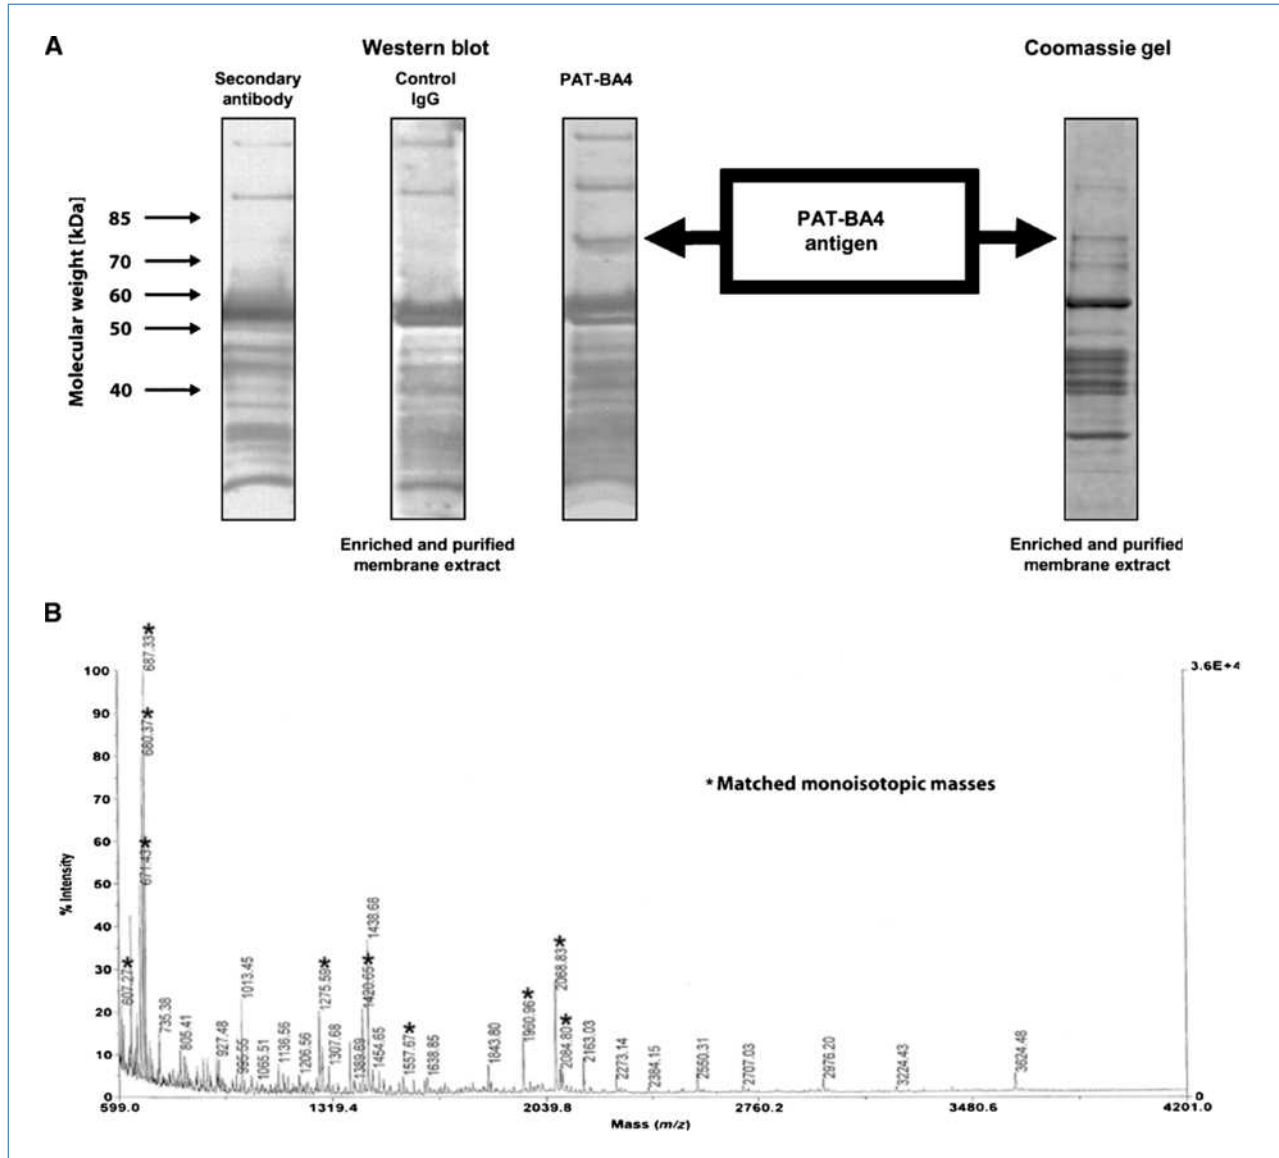 A
Western blot
Coomassie gel
Secondary
antibody
Control
IgG
PAT-BA4
Molecular weight [kDa]
85
70
60
50
40
PAT-BA4
antigen
Enriched and purified
membrane extract
Enriched and purified
membrane extract
B
687.33*
680.37*
671.43*
607.27*
735.38
805.41
927.48
995.55
1013.45
1065.51
1136.56
1206.56
1275.59*
1307.68
1389.69
1420.65*
1438.68
1454.65
1557.67*
1638.85
1843.80
1960.96*
2068.83*
2084.80*
2163.03
2273.14
2384.15
2550.31
2707.03
2976.20
3224.43
3624.48
* Matched monoisotopic masses
3.6E+4
100
90
80
70
60
50
40
30
20
10
0
0
% Intensity
599.0
1319.4
2039.8
2760.2
3480.6
4201.0
Mass (m/z)